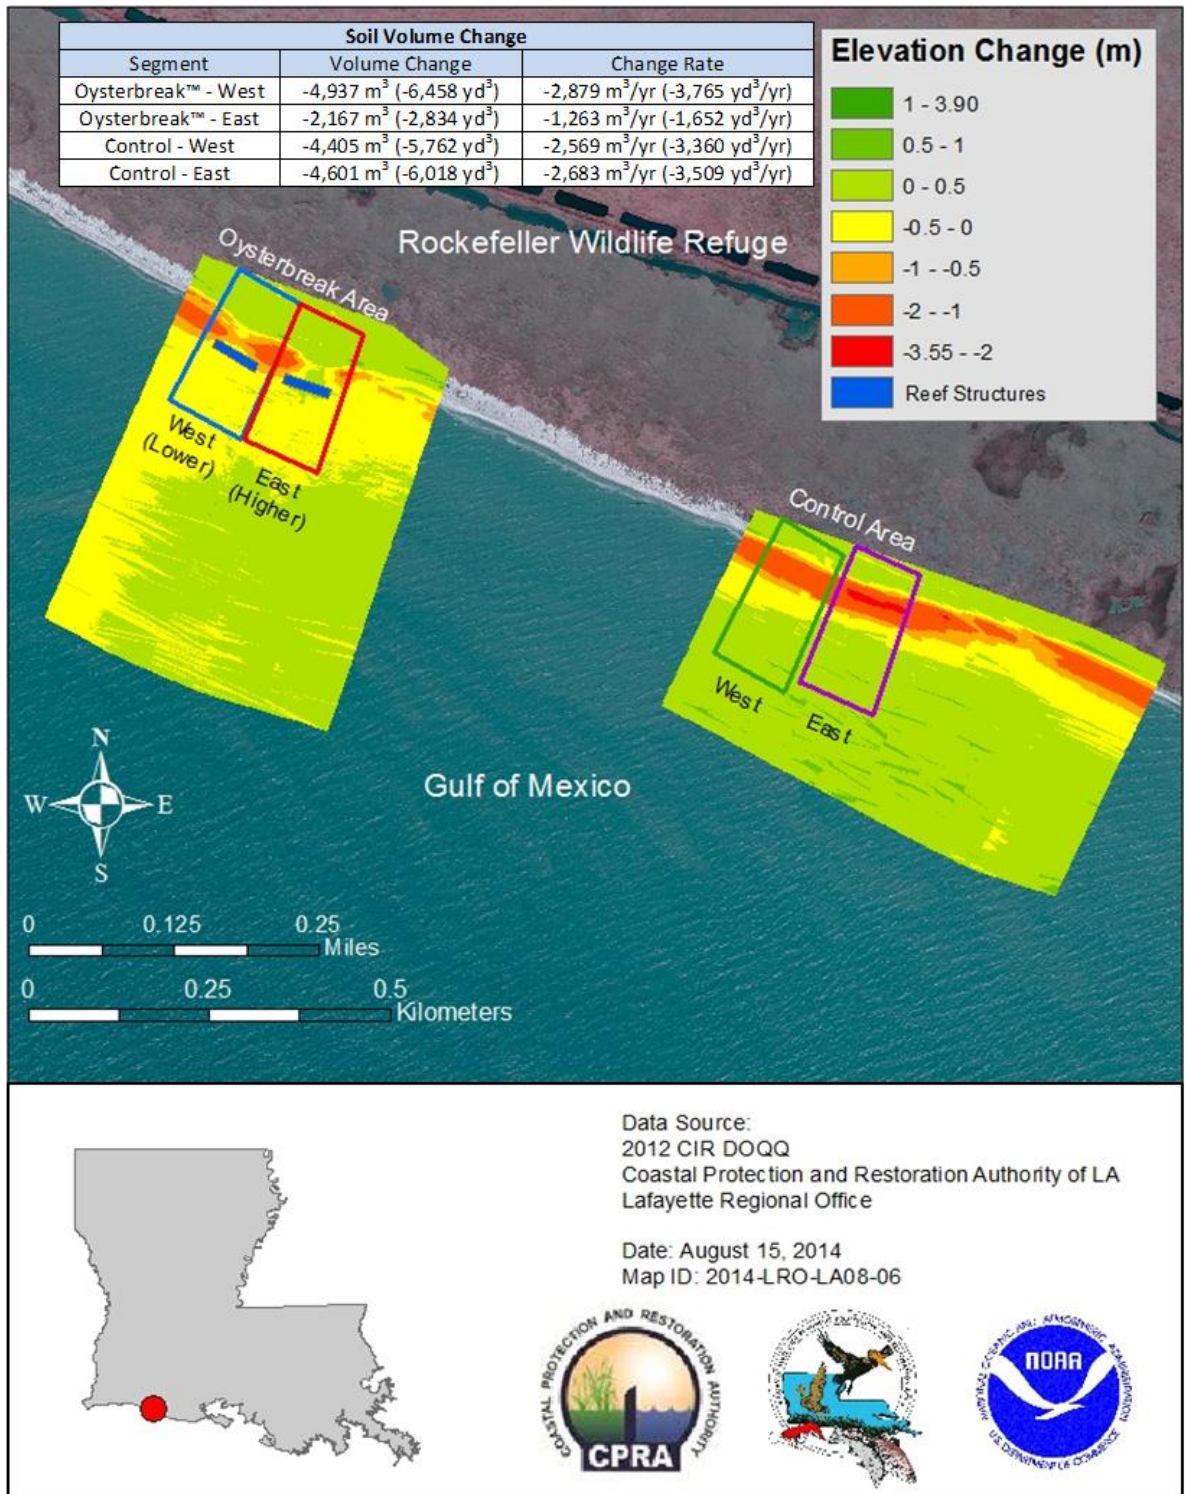 Soil Volume Change
Segment Volume Change Change Rate
Oysterbreak™ - West -4,937 m³ (-6,458 yd³) -2,879 m³/yr (-3,765 yd³/yr)
Oysterbreak™ - East -2,167 m³ (-2,834 yd³) -1,263 m³/yr (-1,652 yd³/yr)
Control - West -4,405 m³ (-5,762 yd³) -2,569 m³/yr (-3,360 yd³/yr)
Control - East -4,601 m³ (-6,018 yd³) -2,683 m³/yr (-3,509 yd³/yr)
Elevation Change (m)
1 - 3.90
0.5 - 1
0 - 0.5
-0.5 - 0
-1 - -0.5
-2 - -1
-3.55 - -2
Reef Structures
Rockefeller Wildlife Refuge
Oysterbreak Area
West
(Lower)
East
(Higher)
Control Area
West
East
Gulf of Mexico
N
W E
S
0 0.125 0.25
Miles
0 0.25 0.5
Kilometers
Data Source:
2012 CIR DOQQ
Coastal Protection and Restoration Authority of LA
Lafayette Regional Office
Date: August 15, 2014
Map ID: 2014-LRO-LA08-06
COASTAL PROTECTION AND RESTORATION AUTHORITY
CPRA
NATIONAL OCEANIC AND ATMOSPHERIC ADMINISTRATION
NOAA
U.S. DEPARTMENT OF COMMERCE